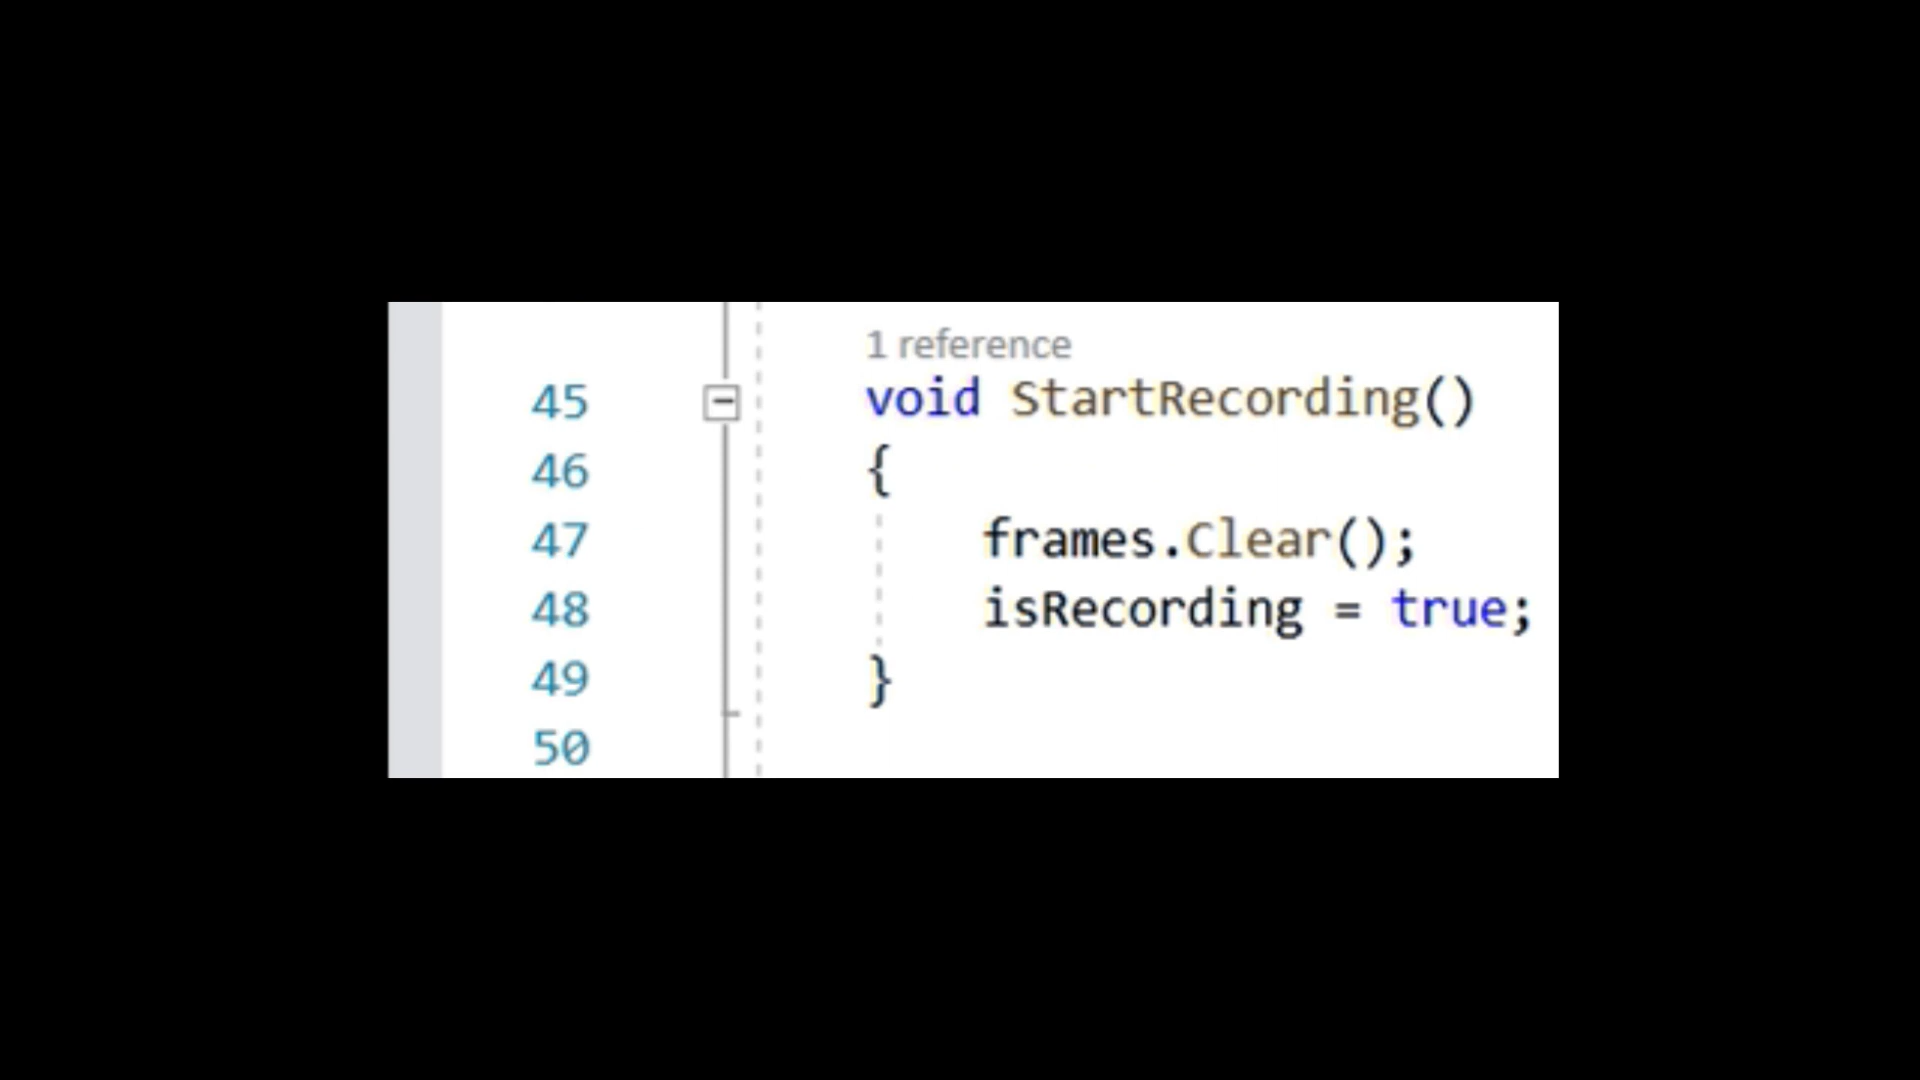 1 reference
45 void StartRecording()
46 {
47 frames.Clear();
48 isRecording = true;
49 }
50